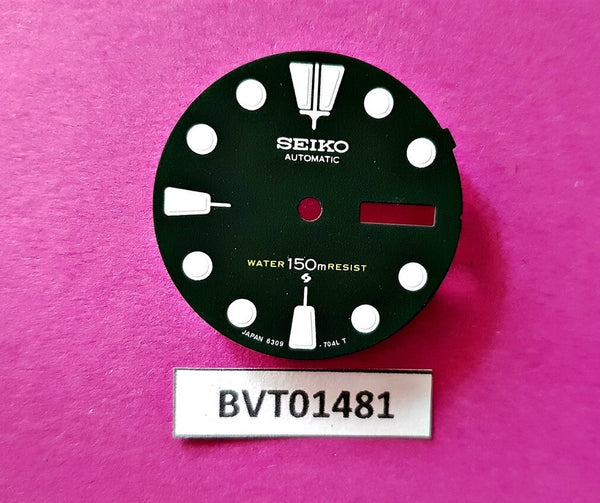 SEIKO
AUTOMATIC
WATER 150m RESIST
JAPAN 6309 -704L T
BVT01481